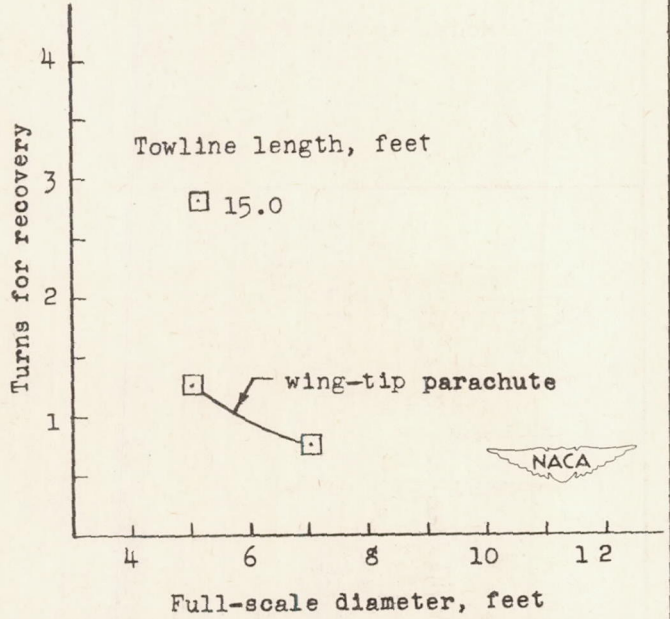 4
Towline length, feet
3
15.0
2
wing-tip parachute
1
NACA
4 6 8 10 12
Full-scale diameter, feet
Turns for recovery